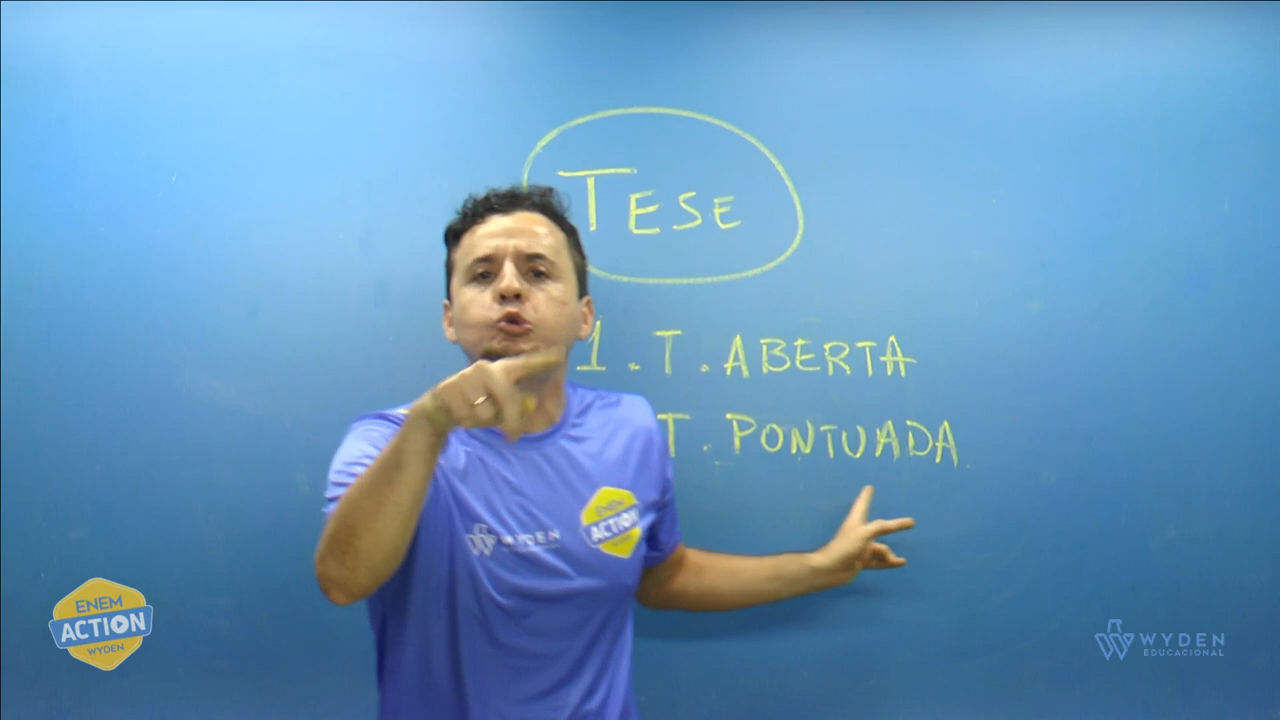 TESE
1. T. ABERTA
T. PONTUADA
WYDEN
ENEM
ACTION
ENEM
ACTION
WYDEN
WYDEN
EDUCACIONAL